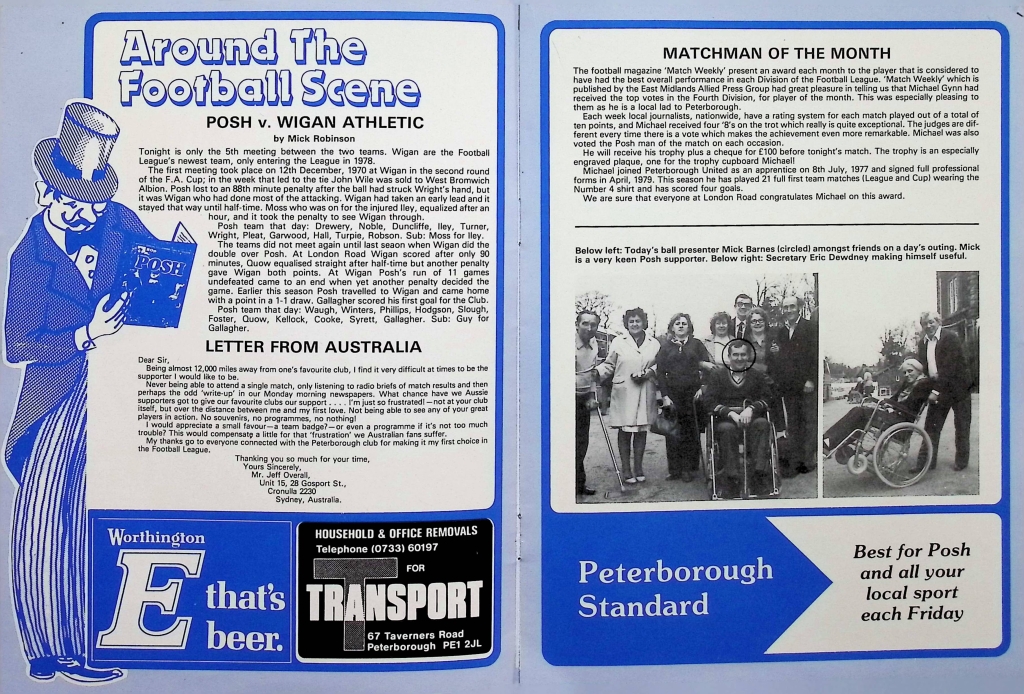 Around The
Football Scene
POSH v. WIGAN ATHLETIC
by Mick Robinson
Tonight is only the 5th meeting between the two teams. Wigan are the Football
League's newest team, only entering the League in 1978.
The first meeting took place on 12th December, 1970 at Wigan in the second round
of the F.A. Cup; in the week that led to the tie John Wile was sold to West Bromwich
Albion. Posh lost to an 88th minute penalty after the ball had struck Wright's hand, but
it was Wigan who had done most of the attacking. Wigan had taken an early lead and it
stayed that way until half-time. Moss who was on for the injured Iley, equalized after an
hour, and it took the penalty to see Wigan through.
Posh team that day: Drewery, Noble, Duncliffe, Iley, Turner,
Wright, Pleat, Garwood, Hall, Turpie, Robson. Sub: Moss for Iley.
The teams did not meet again until last season when Wigan did the
double over Posh. At London Road Wigan scored after only 90
minutes, Quow equalised straight after half-time but another penalty
gave Wigan both points. At Wigan Posh's run of 11 games
undefeated came to an end when yet another penalty decided the
game. Earlier this season Posh travelled to Wigan and came home
with a point in a 1-1 draw. Gallagher scored his first goal for the Club.
Posh team that day: Waugh, Winters, Phillips, Hodgson, Slough,
Foster, Quow, Kellock, Cooke, Syrett, Gallagher. Sub: Guy for
Gallagher.
POSH
LETTER FROM AUSTRALIA
Dear Sir,
Being almost 12,000 miles away from one's favourite club, I find it very difficult at times to be the
supporter I would like to be.
Never being able to attend a single match, only listening to radio briefs of match results and then
perhaps the odd 'write-up' in our Monday morning newspapers. What chance have we Aussie
supporters got to give our favourite clubs our support . . . . I'm just so frustrated! —not at your club
itself, but over the distance between me and my first love. Not being able to see any of your great
players in action. No souvenirs, no programmes, no nothing!
I would appreciate a small favour—a team badge?—or even a programme if it's not too much
trouble? This would compensate a little for that 'frustration' we Australian fans suffer.
My thanks go to everyone connected with the Peterborough club for making it my first choice in
the Football League.
Thanking you so much for your time,
Yours Sincerely,
Mr. Jeff Overall,
Unit 15, 28 Gosport St.,
Cronulla 2230
Sydney, Australia.
Worthington
E that's
beer.
HOUSEHOLD & OFFICE REMOVALS
Telephone (0733) 60197
T FOR
TRANSPORT
67 Taverners Road
Peterborough PE1 2JL
MATCHMAN OF THE MONTH
The football magazine 'Match Weekly' present an award each month to the player that is considered to
have had the best overall performance in each Division of the Football League. 'Match Weekly' which is
published by the East Midlands Allied Press Group had great pleasure in telling us that Michael Gynn had
received the top votes in the Fourth Division, for player of the month. This was especially pleasing to
them as he is a local lad to Peterborough.
Each week local journalists, nationwide, have a rating system for each match played out of a total of
ten points, and Michael received four '8's on the trot which really is quite exceptional. The judges are dif-
ferent every time there is a vote which makes the achievement even more remarkable. Michael was also
voted the Posh man of the match on each occasion.
He will receive his trophy plus a cheque for £100 before tonight's match. The trophy is an especially
engraved plaque, one for the trophy cupboard Michael!
Michael joined Peterborough United as an apprentice on 8th July, 1977 and signed full professional
forms in April, 1979. This season he has played 21 full first team matches (League and Cup) wearing the
Number 4 shirt and has scored four goals.
We are sure that everyone at London Road congratulates Michael on this award.
Below left: Today's ball presenter Mick Barnes (circled) amongst friends on a day's outing. Mick
is a very keen Posh supporter. Below right: Secretary Eric Dewdney making himself useful.
Peterborough
Standard
Best for Posh
and all your
local sport
each Friday